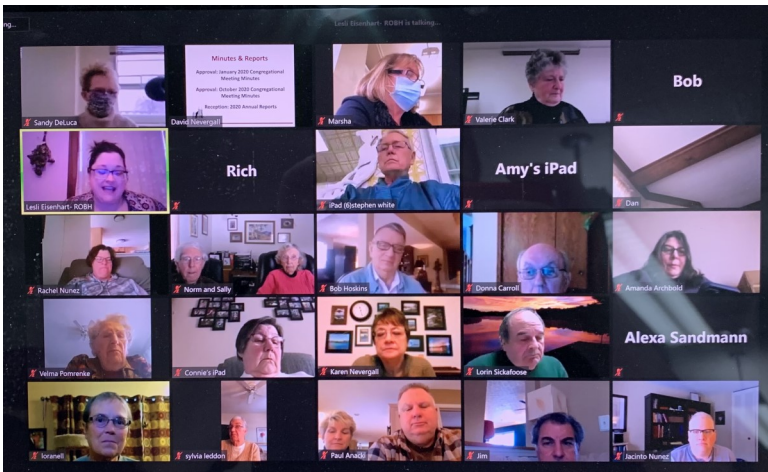 ng...
Lesli Eisenhart- ROBH is talking...
Sandy DeLuca
Minutes & Reports
Approval: January 2020 Congregational
Meeting Minutes
Approval: October 2020 Congregational
Meeting Minutes
Reception: 2020 Annual Reports
David Nevergall
Marsha
Valerie Clark
Bob
Lesli Eisenhart- ROBH
Rich
iPad (6)stephen white
Amy's iPad
Dan
Rachel Nunez
Norm and Sally
Bob Hoskins
Donna Carroll
Amanda Archbold
Velma Pomrenke
Connie's iPad
Karen Nevergall
Lorin Sickafoose
Alexa Sandmann
loranell
sylvia leddon
Paul Anacki
Jim
Jacinto Nunez